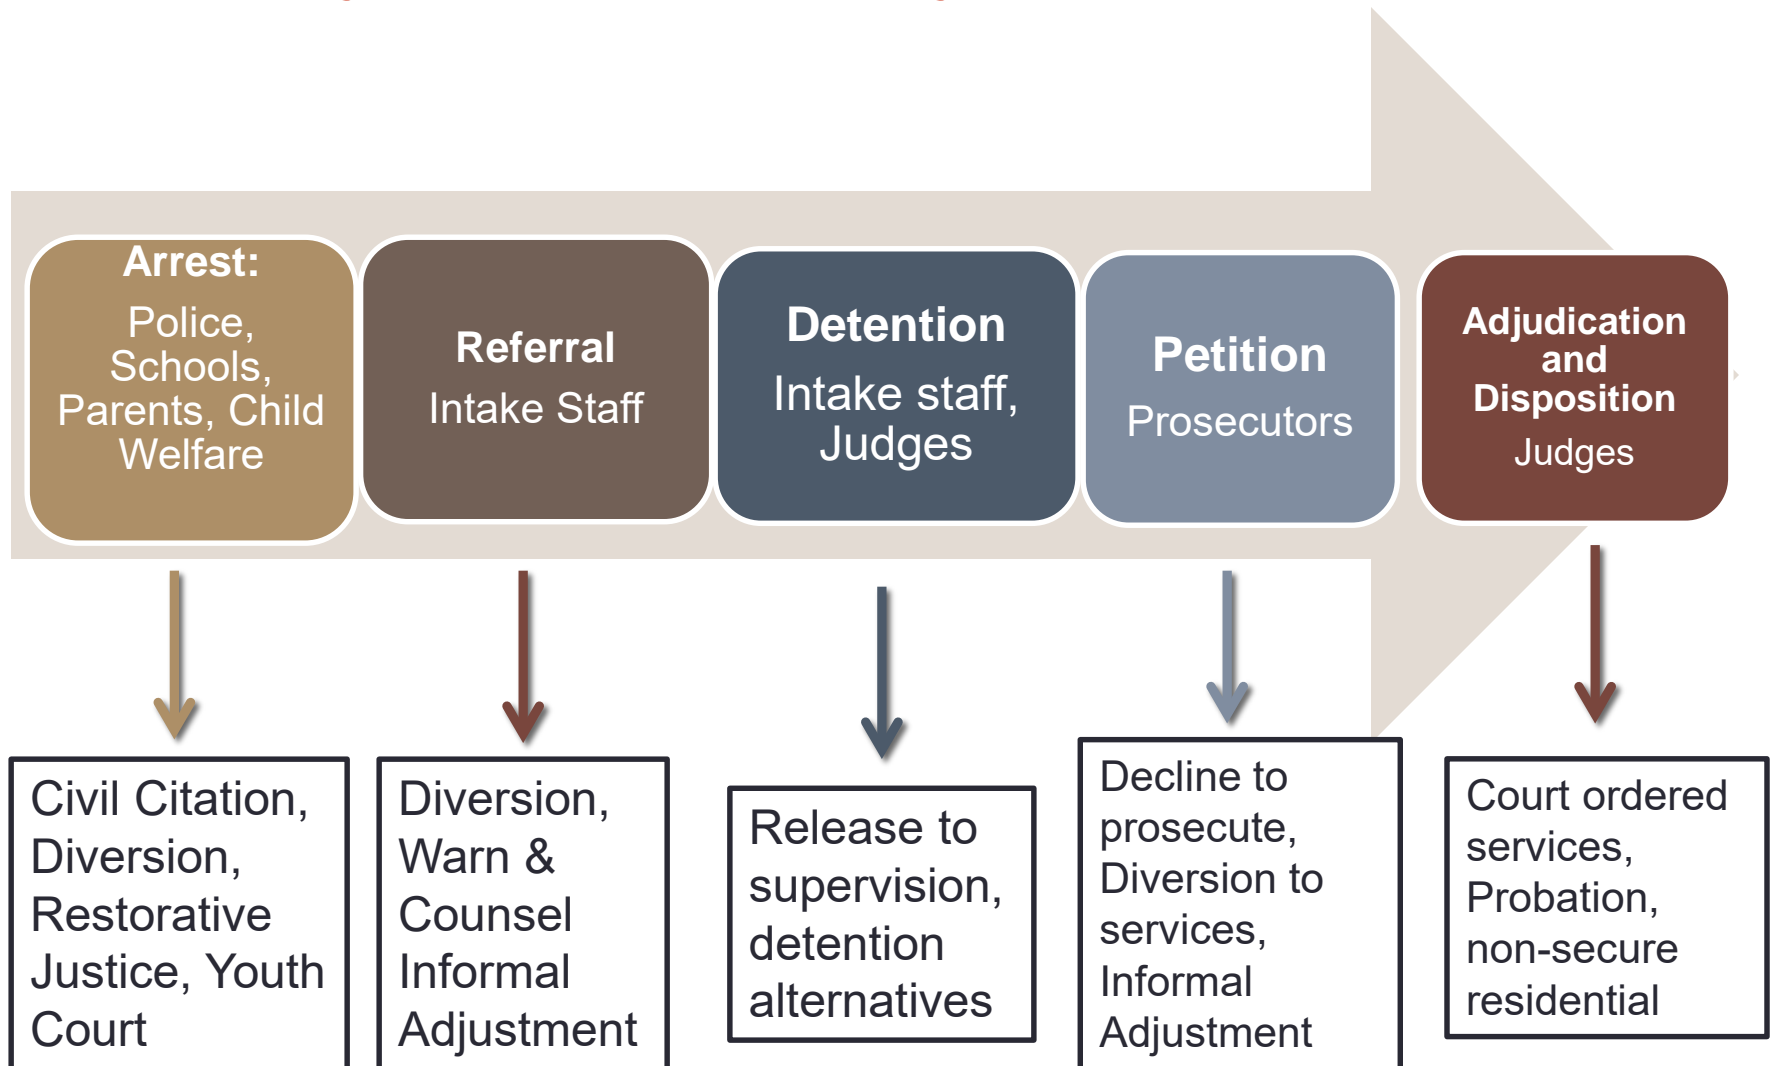 Arrest:
Police,
Schools,
Parents, Child
Welfare
Referral
Intake Staff
Detention
Intake staff,
Judges
Petition
Prosecutors
Adjudication
and
Disposition
Judges
Civil Citation,
Diversion,
Restorative
Justice, Youth
Court
Diversion,
Warn &
Counsel
Informal
Adjustment
Release to
supervision,
detention
alternatives
Decline to
prosecute,
Diversion to
services,
Informal
Adjustment
Court ordered
services,
Probation,
non-secure
residential